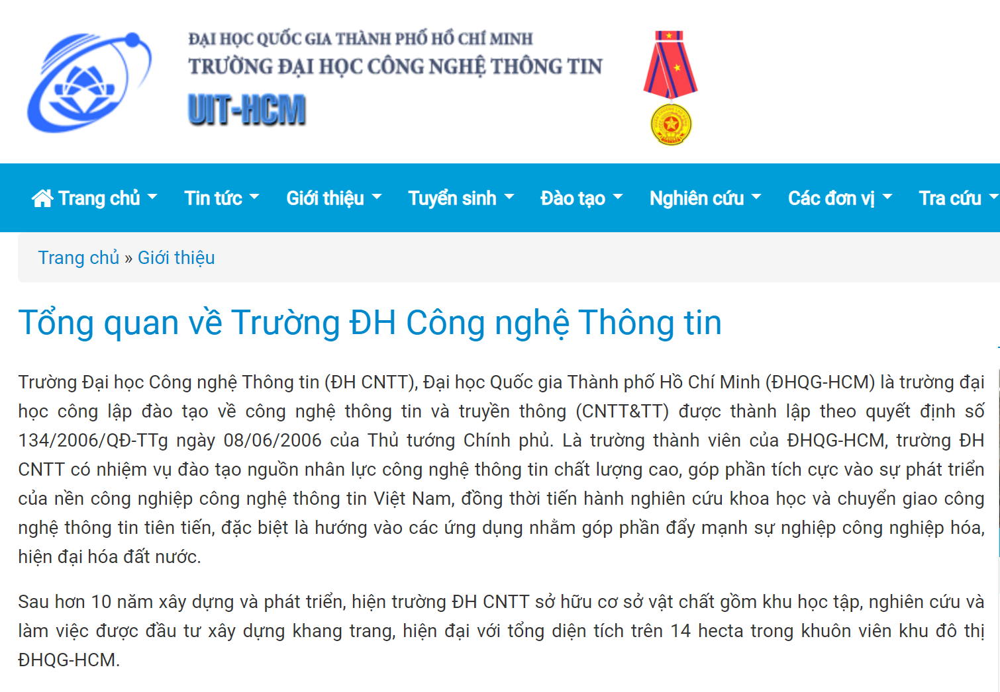 ĐẠI HỌC QUỐC GIA THÀNH PHỐ HỒ CHÍ MINH
TRƯỜNG ĐẠI HỌC CÔNG NGHỆ THÔNG TIN
UIT-HCM
Trang chủ Tin tức Giới thiệu Tuyển sinh Đào tạo Nghiên cứu Các đơn vị Tra cứu
Trang chủ » Giới thiệu
Tổng quan về Trường ĐH Công nghệ Thông tin
Trường Đại học Công nghệ Thông tin (ĐH CNTT), Đại học Quốc gia Thành phố Hồ Chí Minh (ĐHQG-HCM) là trường đại
học công lập đào tạo về công nghệ thông tin và truyền thông (CNTT&TT) được thành lập theo quyết định số
134/2006/QĐ-TTg ngày 08/06/2006 của Thủ tướng Chính phủ. Là trường thành viên của ĐHQG-HCM, trường ĐH
CNTT có nhiệm vụ đào tạo nguồn nhân lực công nghệ thông tin chất lượng cao, góp phần tích cực vào sự phát triển
của nền công nghiệp công nghệ thông tin Việt Nam, đồng thời tiến hành nghiên cứu khoa học và chuyển giao công
nghệ thông tin tiên tiến, đặc biệt là hướng vào các ứng dụng nhằm góp phần đẩy mạnh sự nghiệp công nghiệp hóa,
hiện đại hóa đất nước.
Sau hơn 10 năm xây dựng và phát triển, hiện trường ĐH CNTT sở hữu cơ sở vật chất gồm khu học tập, nghiên cứu và
làm việc được đầu tư xây dựng khang trang, hiện đại với tổng diện tích trên 14 hecta trong khuôn viên khu đô thị
ĐHQG-HCM.